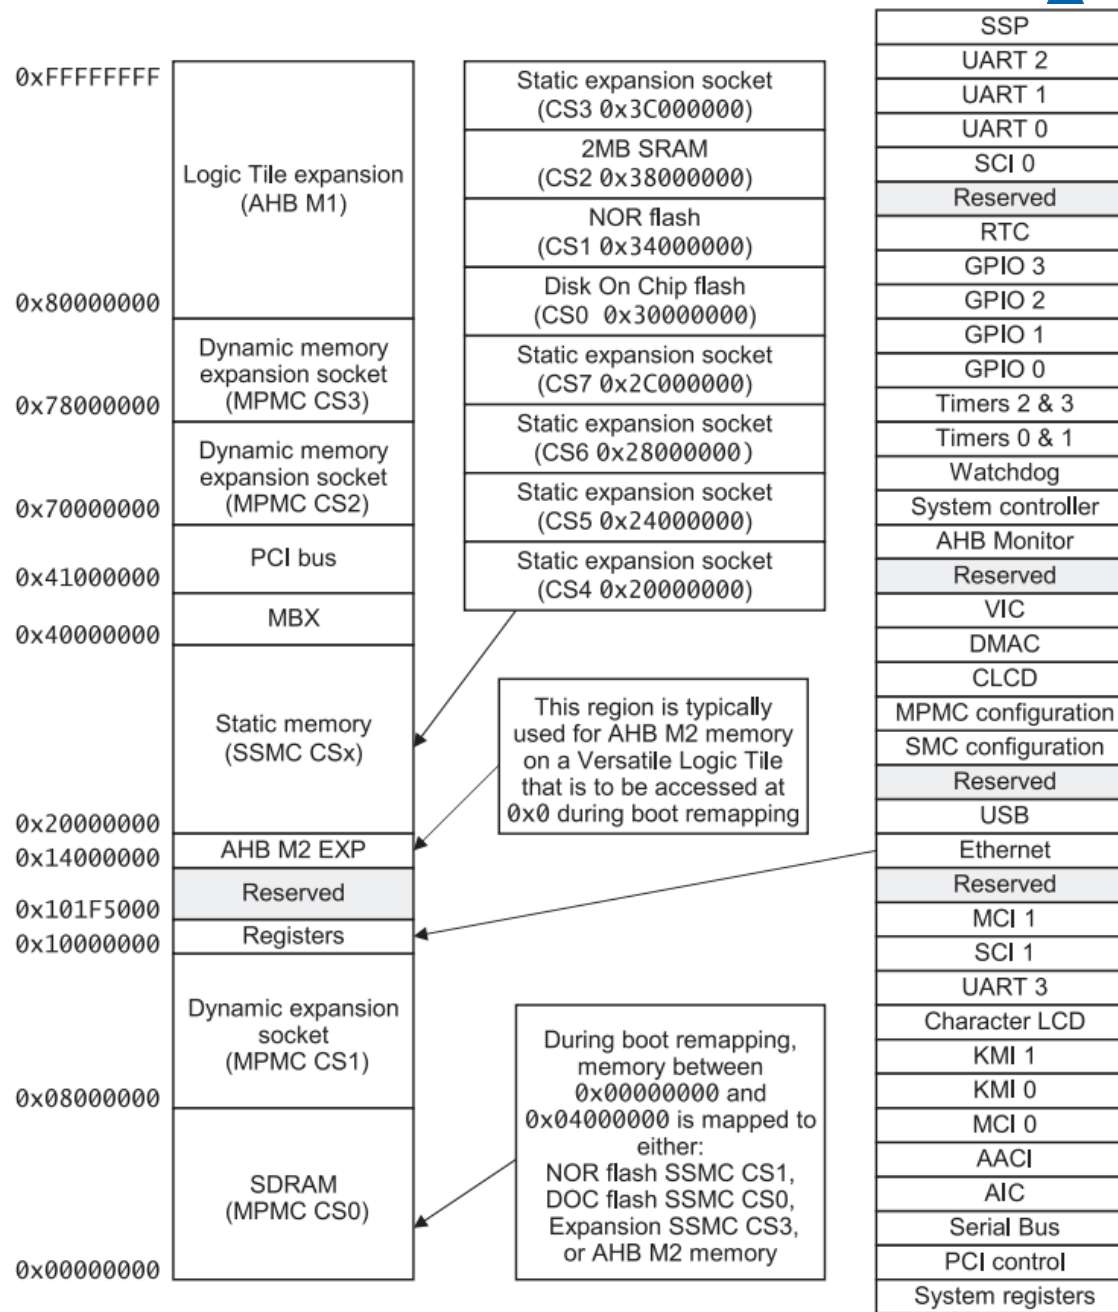 0xFFFFFFFF
Logic Tile expansion
(AHB M1)
0x80000000
Dynamic memory
expansion socket
(MPMC CS3)
0x78000000
Dynamic memory
expansion socket
(MPMC CS2)
0x70000000
PCI bus
0x41000000
MBX
0x40000000
Static memory
(SSMC CSx)
0x20000000
AHB M2 EXP
0x14000000
Reserved
0x101F5000
Registers
0x10000000
Dynamic expansion
socket
(MPMC CS1)
0x08000000
SDRAM
(MPMC CS0)
0x00000000
Static expansion socket
(CS3 0x3C000000)
2MB SRAM
(CS2 0x38000000)
NOR flash
(CS1 0x34000000)
Disk On Chip flash
(CS0 0x30000000)
Static expansion socket
(CS7 0x2C000000)
Static expansion socket
(CS6 0x28000000)
Static expansion socket
(CS5 0x24000000)
Static expansion socket
(CS4 0x20000000)
This region is typically
used for AHB M2 memory
on a Versatile Logic Tile
that is to be accessed at
0x0 during boot remapping
During boot remapping,
memory between
0x00000000 and
0x04000000 is mapped to
either:
NOR flash SSMC CS1,
DOC flash SSMC CS0,
Expansion SSMC CS3,
or AHB M2 memory
SSP
UART 2
UART 1
UART 0
SCI 0
Reserved
RTC
GPIO 3
GPIO 2
GPIO 1
GPIO 0
Timers 2 & 3
Timers 0 & 1
Watchdog
System controller
AHB Monitor
Reserved
VIC
DMAC
CLCD
MPMC configuration
SMC configuration
Reserved
USB
Ethernet
Reserved
MCI 1
SCI 1
UART 3
Character LCD
KMI 1
KMI 0
MCI 0
AACI
AIC
Serial Bus
PCI control
System registers